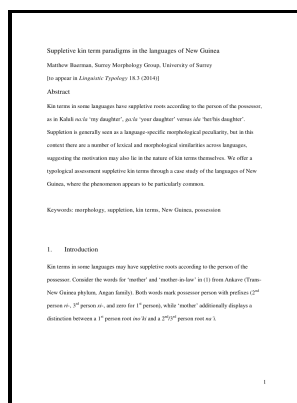 Suppletive kin term paradigms in the languages of New Guinea
Matthew Baerman, Surrey Morphology Group, University of Surrey
[to appear in Linguistic Typology 18.3 (2014)]
Abstract
Kin terms in some languages have suppletive roots according to the person of the possessor,
as in Kaluli na:la 'my daughter', ga:la 'your daughter' versus ida 'her/his daughter'.
Suppletion is generally seen as a language-specific morphological peculiarity, but in this
context there are a number of lexical and morphological similarities across languages,
suggesting the motivation may also lie in the nature of kin terms themselves. We offer a
typological assessment suppletive kin terms through a case study of the languages of New
Guinea, where the phenomenon appears to be particularly common.
Keywords: morphology, suppletion, kin terms, New Guinea, possession
1. Introduction
Kin terms in some languages may have suppletive roots according to the person of the
possessor. Consider the words for 'mother' and 'mother-in-law' in (1) from Ankave (Trans-
New Guinea phylum, Angan family). Both words mark possessor person with prefixes (2nd
person, 3rd person, and zero for 1st person), while 'mother' additionally displays a
distinction between a 1st person root and a 2nd/3rd person root
1